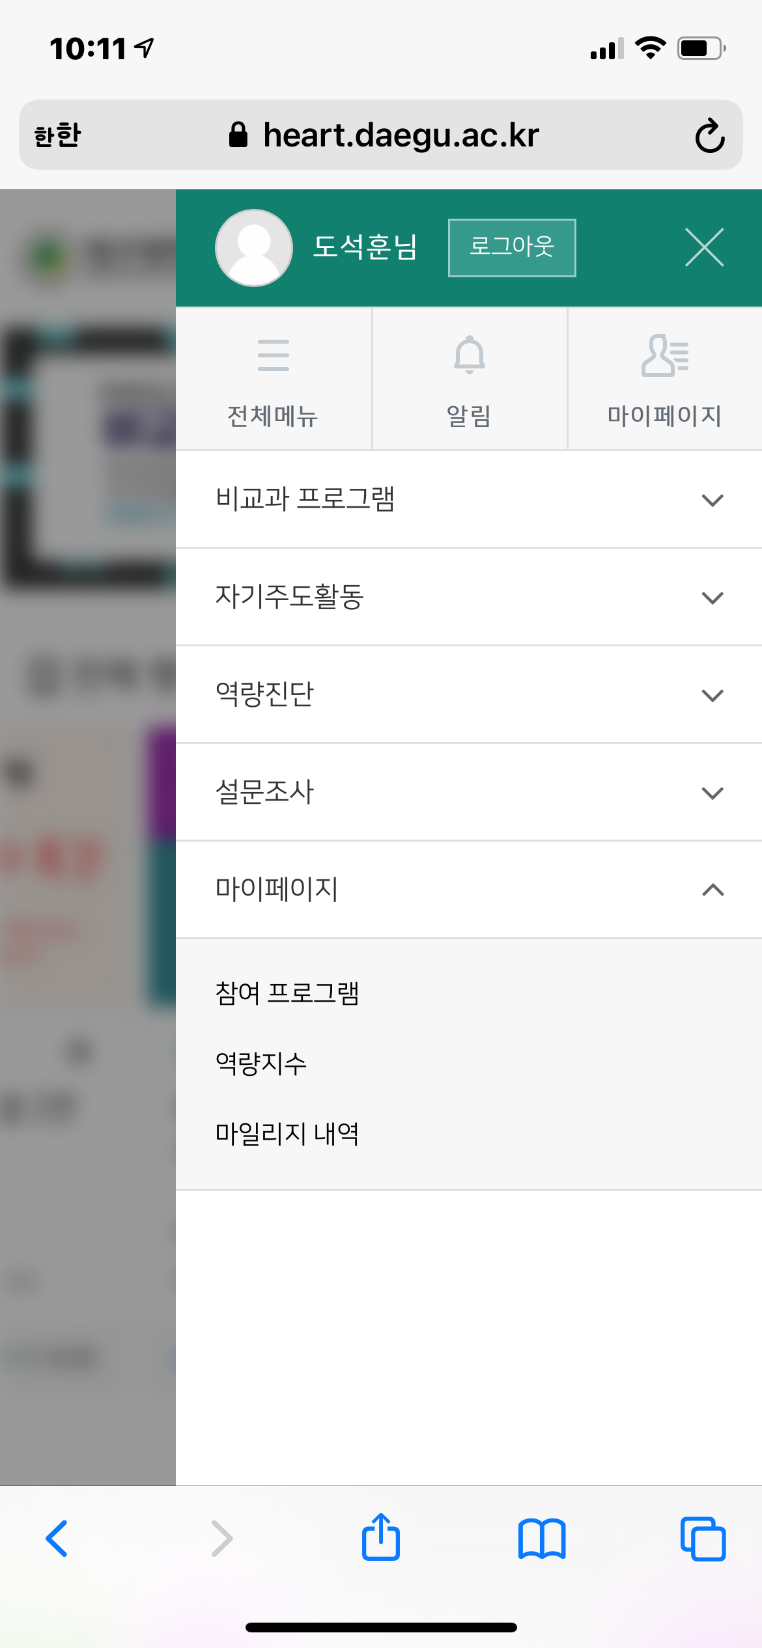 10:11
한한 heart.daegu.ac.kr
도석훈님 로그아웃
전체메뉴 알림 마이페이지
비교과 프로그램
자기주도활동
역량진단
설문조사
마이페이지
참여 프로그램
역량지수
마일리지 내역